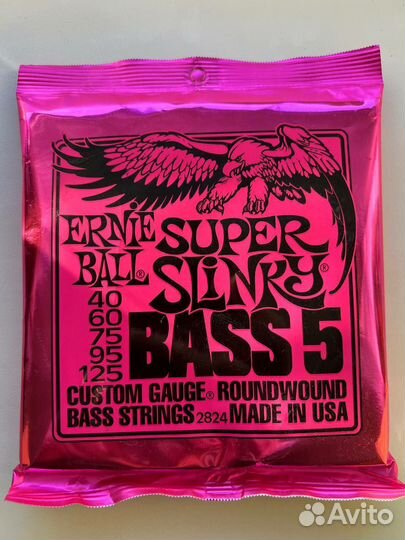 ERNIE BALL®
SUPER SLINKY®
BASS 5
40
60
75
95
125
CUSTOM GAUGE® ROUNDWOUND
BASS STRINGS 2824 MADE IN USA
Avito